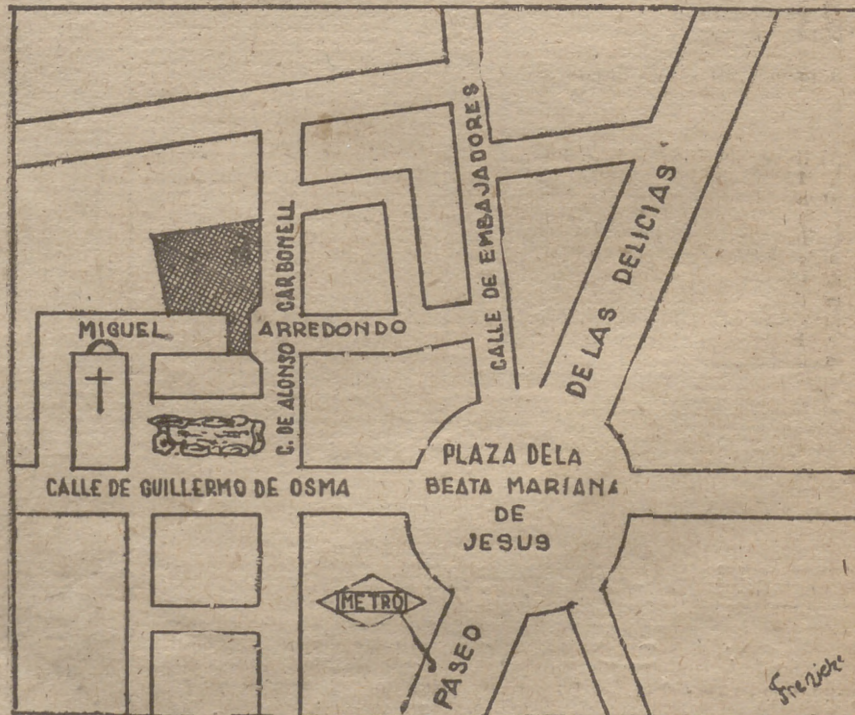 CALLE DE EMBAJADORES
DE LAS DELICIAS
C. DE ALONSO CARBONELL
MIGUEL ARREDONDO
PLAZA DE LA
BEATA MARIANA
DE
JESUS
CALLE DE GUILLERMO DE OSMA
METRO
PASEO